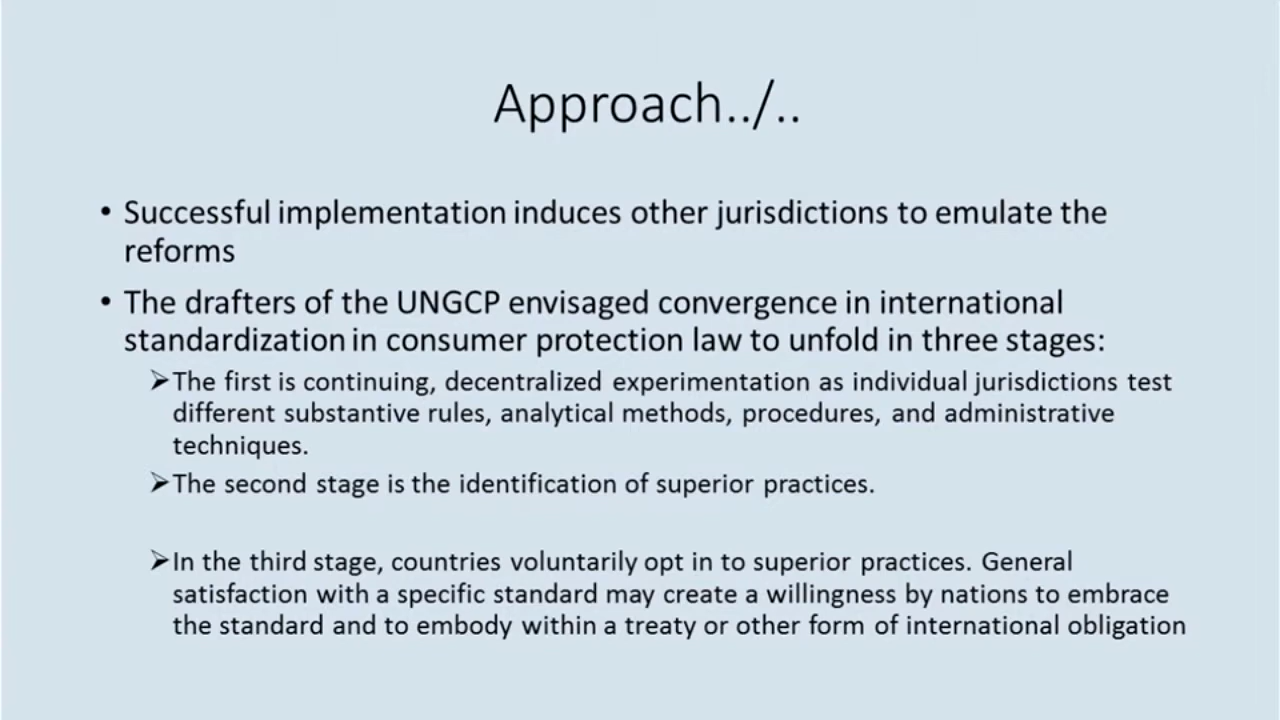 Approach../..
• Successful implementation induces other jurisdictions to emulate the
reforms
• The drafters of the UNGCP envisaged convergence in international
standardization in consumer protection law to unfold in three stages:
➢The first is continuing, decentralized experimentation as individual jurisdictions test
different substantive rules, analytical methods, procedures, and administrative
techniques.
➢The second stage is the identification of superior practices.
➢In the third stage, countries voluntarily opt in to superior practices. General
satisfaction with a specific standard may create a willingness by nations to embrace
the standard and to embody within a treaty or other form of international obligation